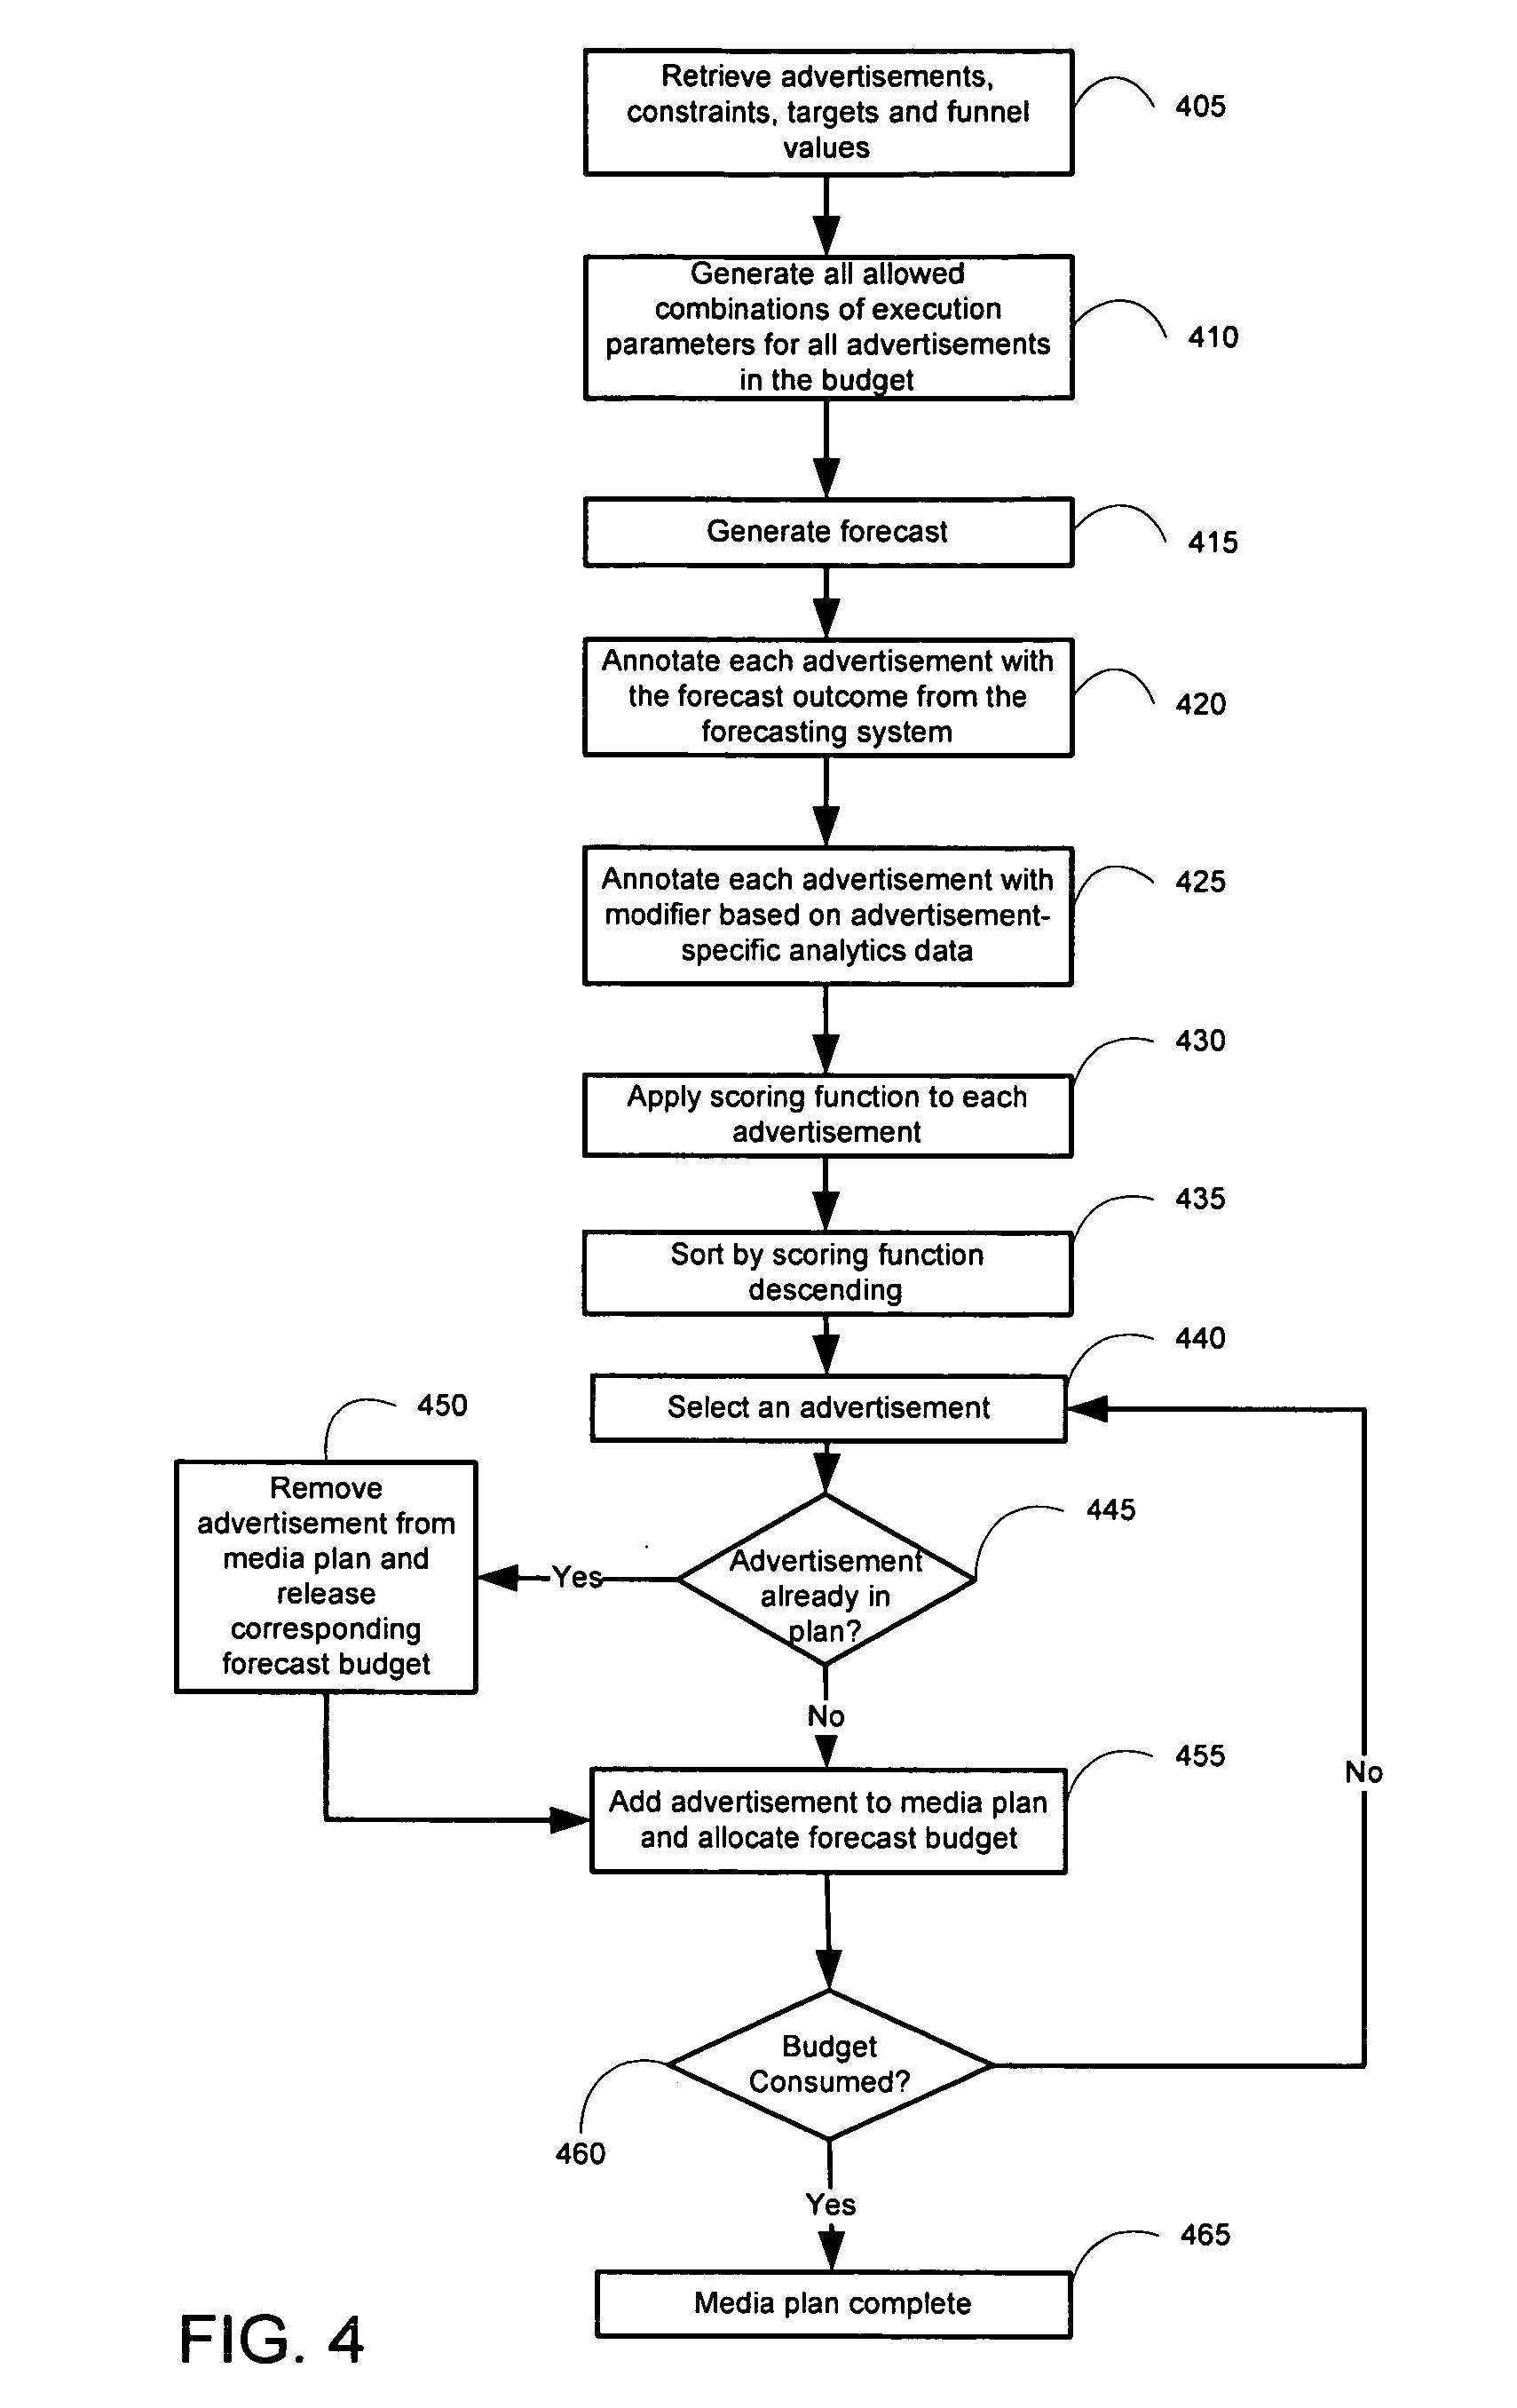 Retrieve advertisements,
constraints, targets and funnel
values
405
Generate all allowed
combinations of execution
parameters for all advertisements
in the budget
410
Generate forecast
415
Annotate each advertisement with
the forecast outcome from the
forecasting system
420
Annotate each advertisement with
modifier based on advertisement-
specific analytics data
425
430
Apply scoring function to each
advertisement
435
Sort by scoring function
descending
440
Select an advertisement
450
Remove
advertisement from
media plan and
release
corresponding
forecast budget
445
Advertisement
already in
plan?
Yes
No
455
Add advertisement to media plan
and allocate forecast budget
No
Budget
Consumed?
460
Yes
465
Media plan complete
FIG. 4